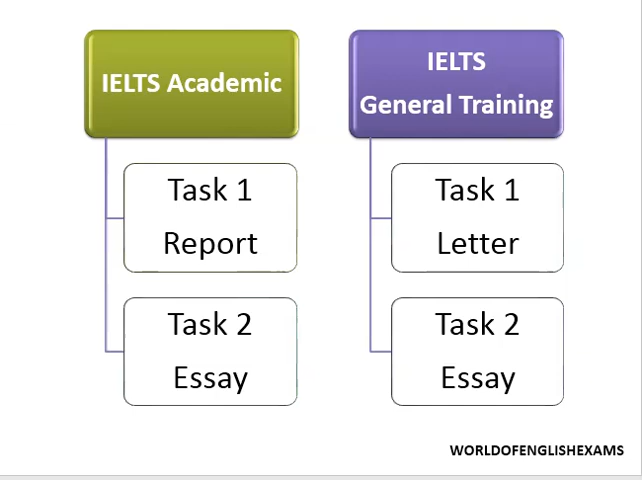 IELTS Academic
Task 1
Report
Task 2
Essay
IELTS
General Training
Task 1
Letter
Task 2
Essay
WORLDOFENGLISHEXAMS